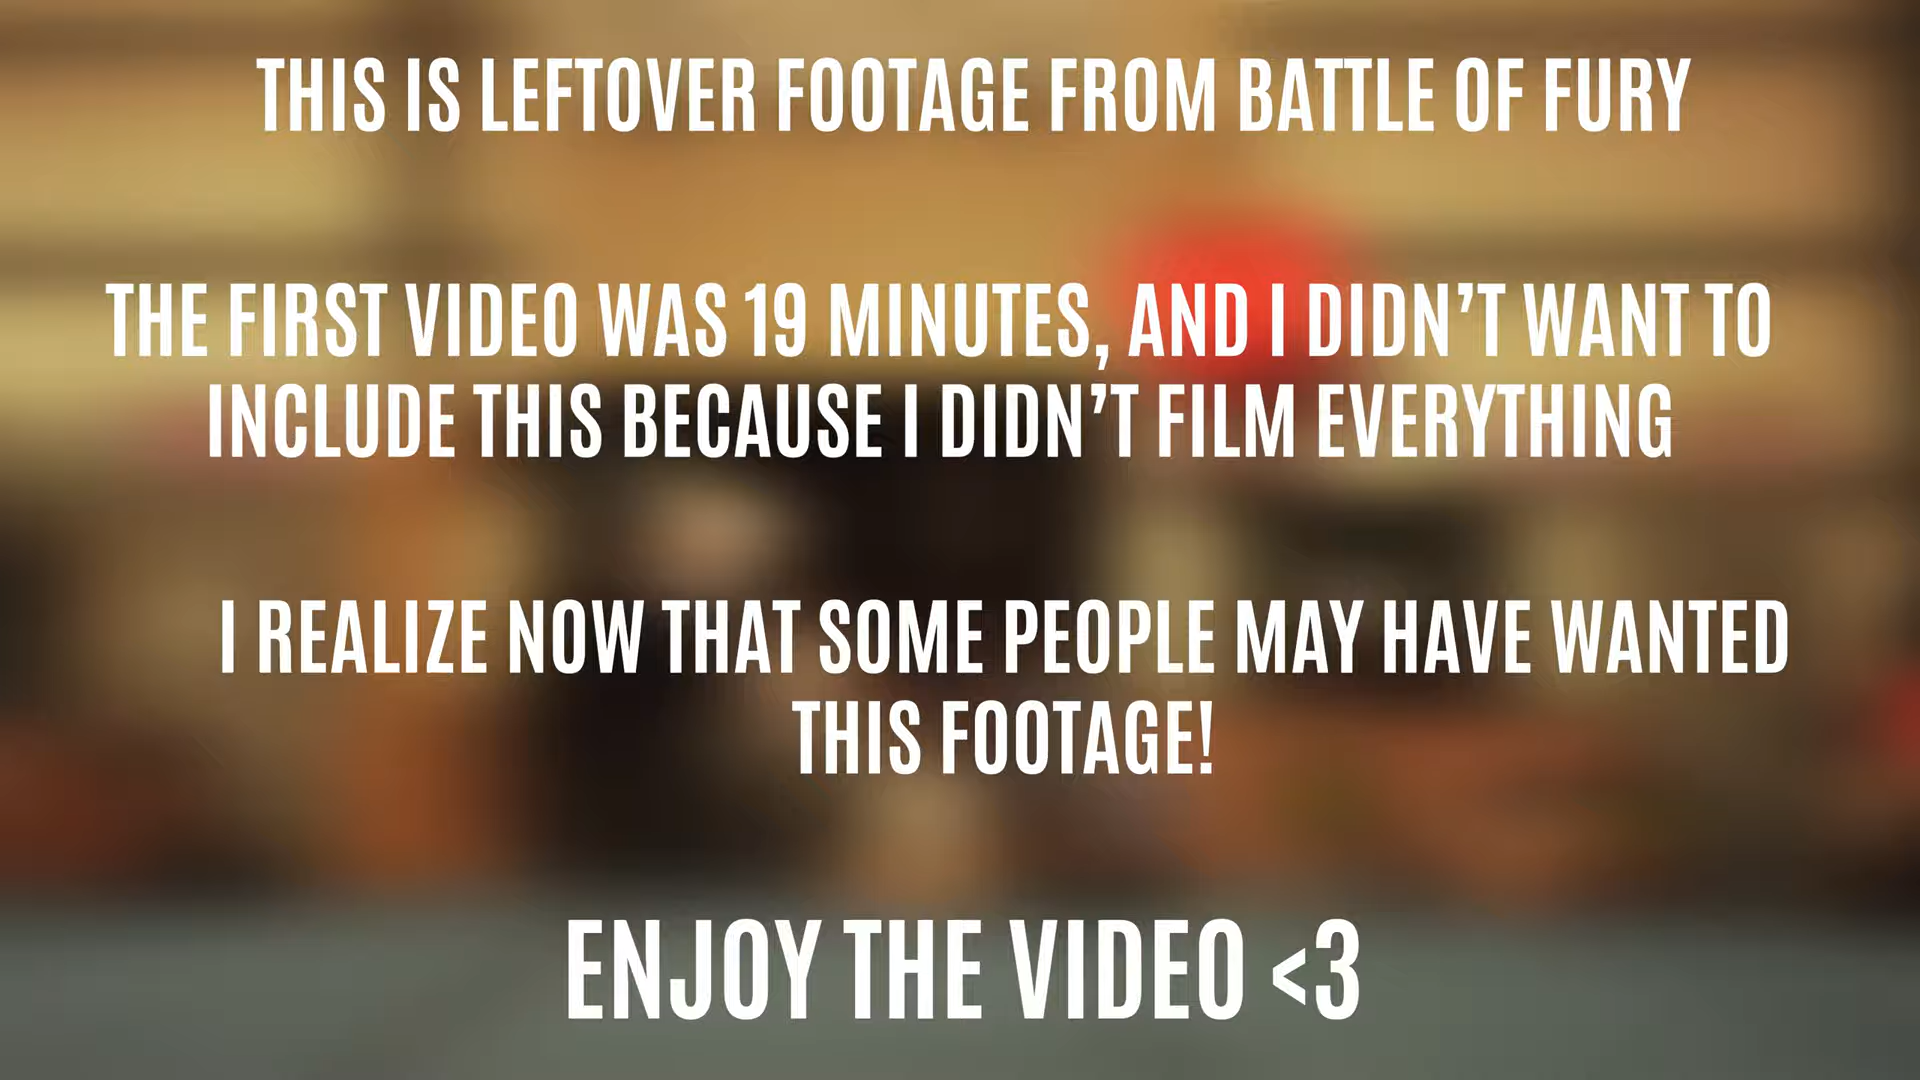 THIS IS LEFTOVER FOOTAGE FROM BATTLE OF FURY
THE FIRST VIDEO WAS 19 MINUTES, AND I DIDN’T WANT TO
INCLUDE THIS BECAUSE I DIDN’T FILM EVERYTHING
I REALIZE NOW THAT SOME PEOPLE MAY HAVE WANTED
THIS FOOTAGE!
ENJOY THE VIDEO <3